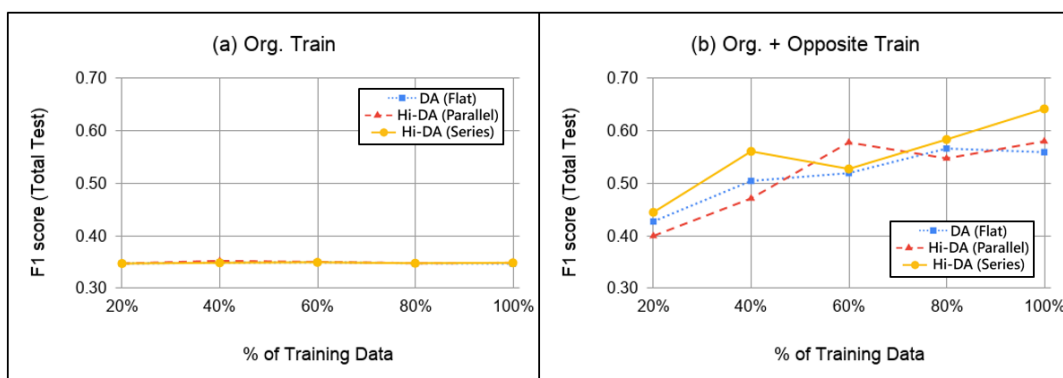 (a) Org. Train
F1 score (Total Test)
0.70
0.60
0.50
0.40
0.30
DA (Flat)
Hi-DA (Parallel)
Hi-DA (Series)
20%
40%
60%
80%
100%
% of Training Data
(b) Org. + Opposite Train
F1 score (Total Test)
0.70
0.60
0.50
0.40
0.30
DA (Flat)
Hi-DA (Parallel)
Hi-DA (Series)
20%
40%
60%
80%
100%
% of Training Data